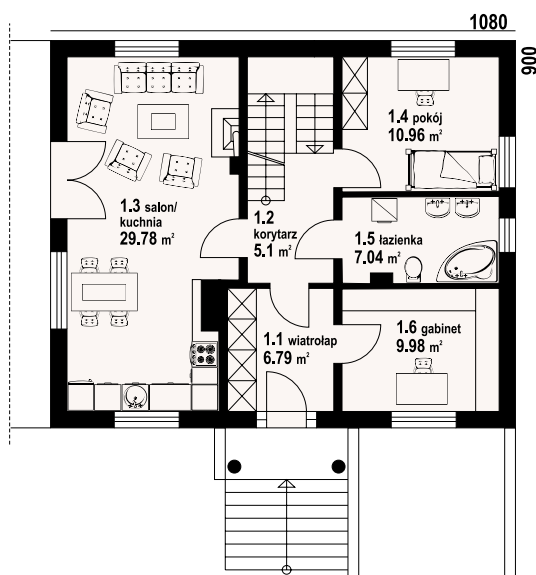 1080
900
1.4 pokój
10.96 m²
1.3 salon/
kuchnia
29.78 m²
1.2
korytarz
5.1 m²
1.5 łazienka
7.04 m²
1.1 wiatrołap
6.79 m²
1.6 gabinet
9.98 m²